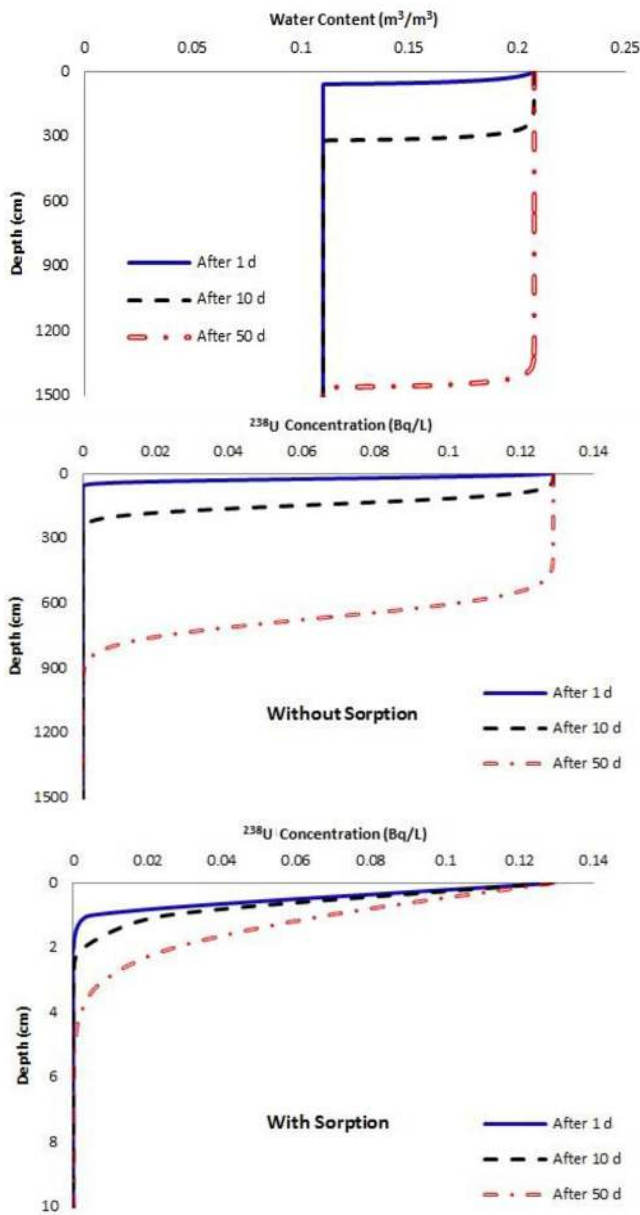 Water Content (m³/m³)
0 0.05 0.1 0.15 0.2 0.25
0
300
600
900
1200
1500
Depth (cm)
After 1 d
After 10 d
After 50 d
²³⁸U Concentration (Bq/L)
0 0.02 0.04 0.06 0.08 0.1 0.12 0.14
0
300
600
900
1200
1500
Depth (cm)
Without Sorption
After 1 d
After 10 d
After 50 d
²³⁸U Concentration (Bq/L)
0 0.02 0.04 0.06 0.08 0.1 0.12 0.14
0
2
4
6
8
10
Depth (cm)
With Sorption
After 1 d
After 10 d
After 50 d